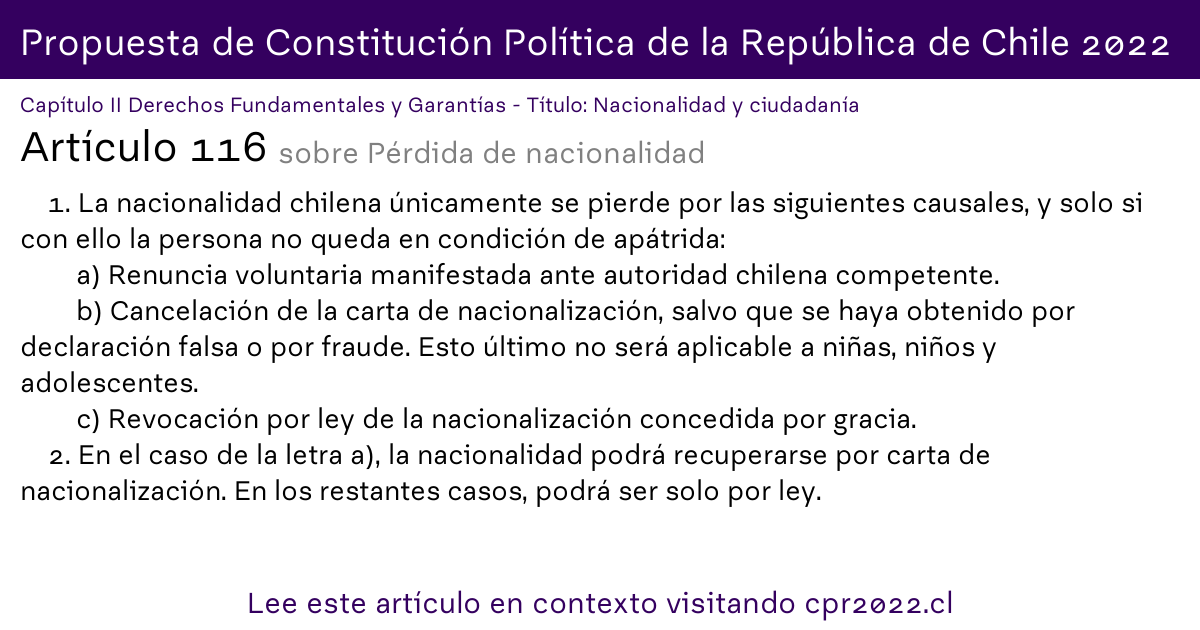 Propuesta de Constitución Política de la República de Chile 2022
Capítulo II Derechos Fundamentales y Garantías - Título: Nacionalidad y ciudadanía
Artículo 116 sobre Pérdida de nacionalidad
1. La nacionalidad chilena únicamente se pierde por las siguientes causales, y solo si
con ello la persona no queda en condición de apátrida:
a) Renuncia voluntaria manifestada ante autoridad chilena competente.
b) Cancelación de la carta de nacionalización, salvo que se haya obtenido por
declaración falsa o por fraude. Esto último no será aplicable a niñas, niños y
adolescentes.
c) Revocación por ley de la nacionalización concedida por gracia.
2. En el caso de la letra a), la nacionalidad podrá recuperarse por carta de
nacionalización. En los restantes casos, podrá ser solo por ley.
Lee este artículo en contexto visitando cpr2022.cl